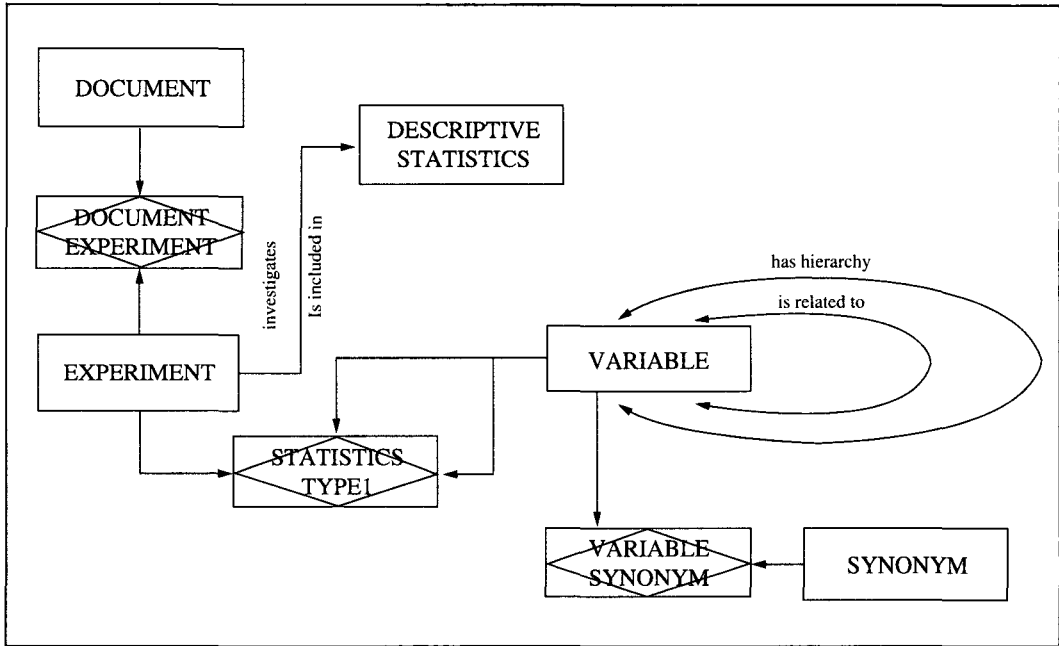 DOCUMENT
DESCRIPTIVE
STATISTICS
DOCUMENT
EXPERIMENT
investigates
Is included in
has hierarchy
is related to
EXPERIMENT
VARIABLE
STATISTICS
TYPE1
VARIABLE
SYNONYM
SYNONYM